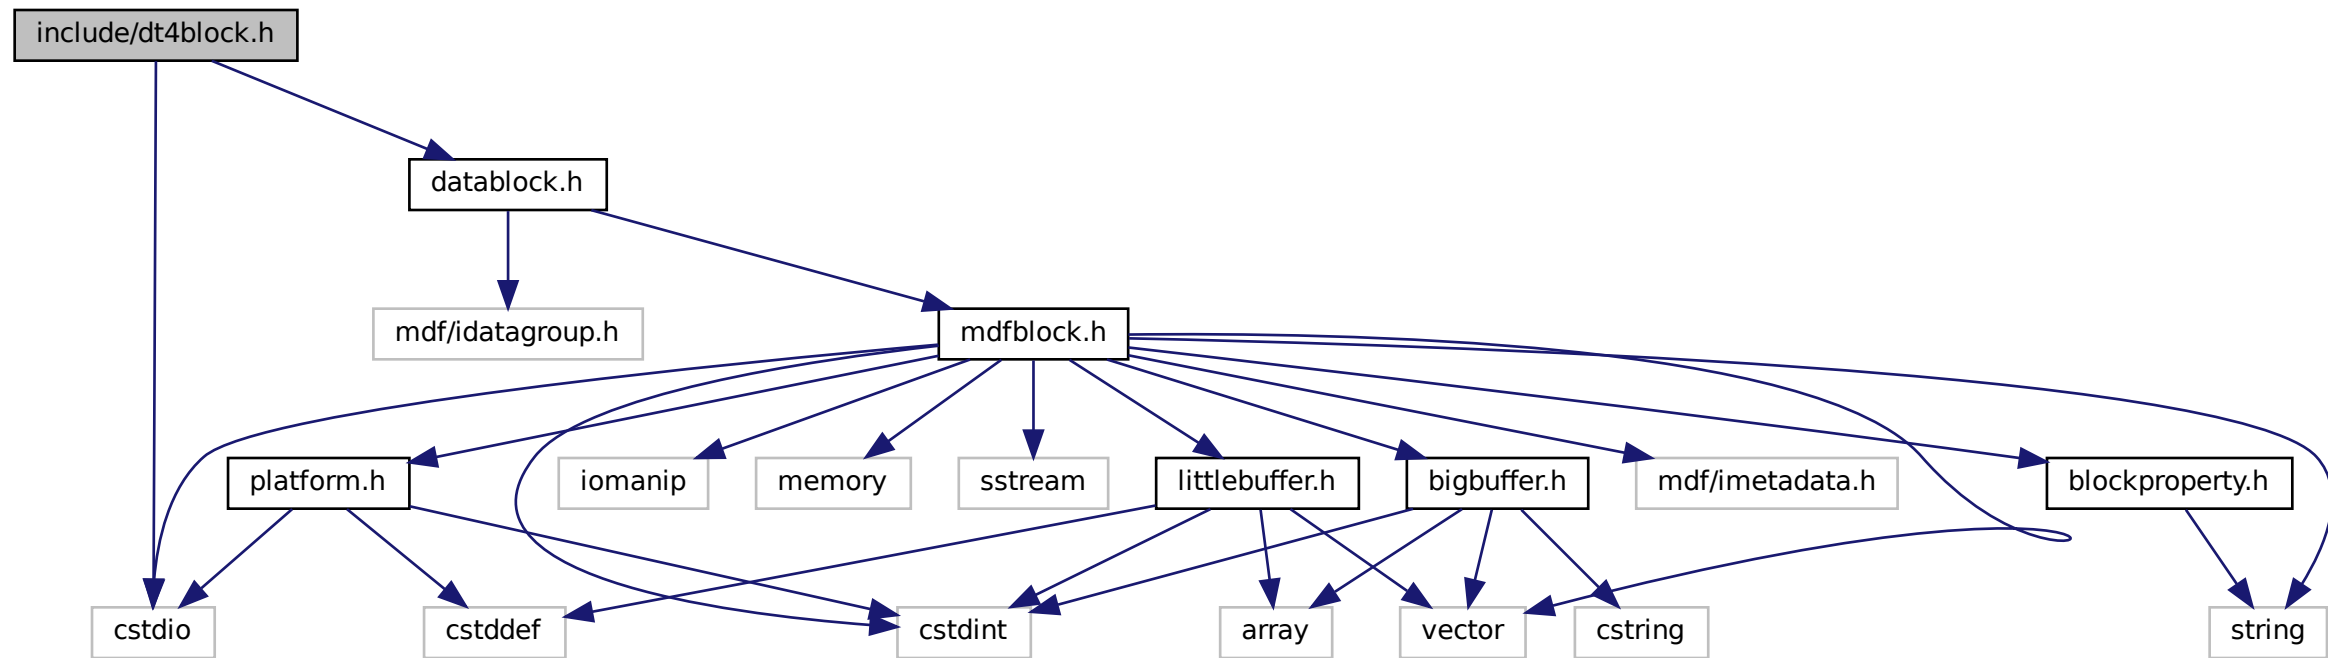 include/dt4block.h
datablock.h
mdf/idatagroup.h
mdfblock.h
platform.h
iomanip
memory
sstream
littlebuffer.h
bigbuffer.h
mdf/imetadata.h
blockproperty.h
cstdio
cstddef
cstdint
array
vector
cstring
string